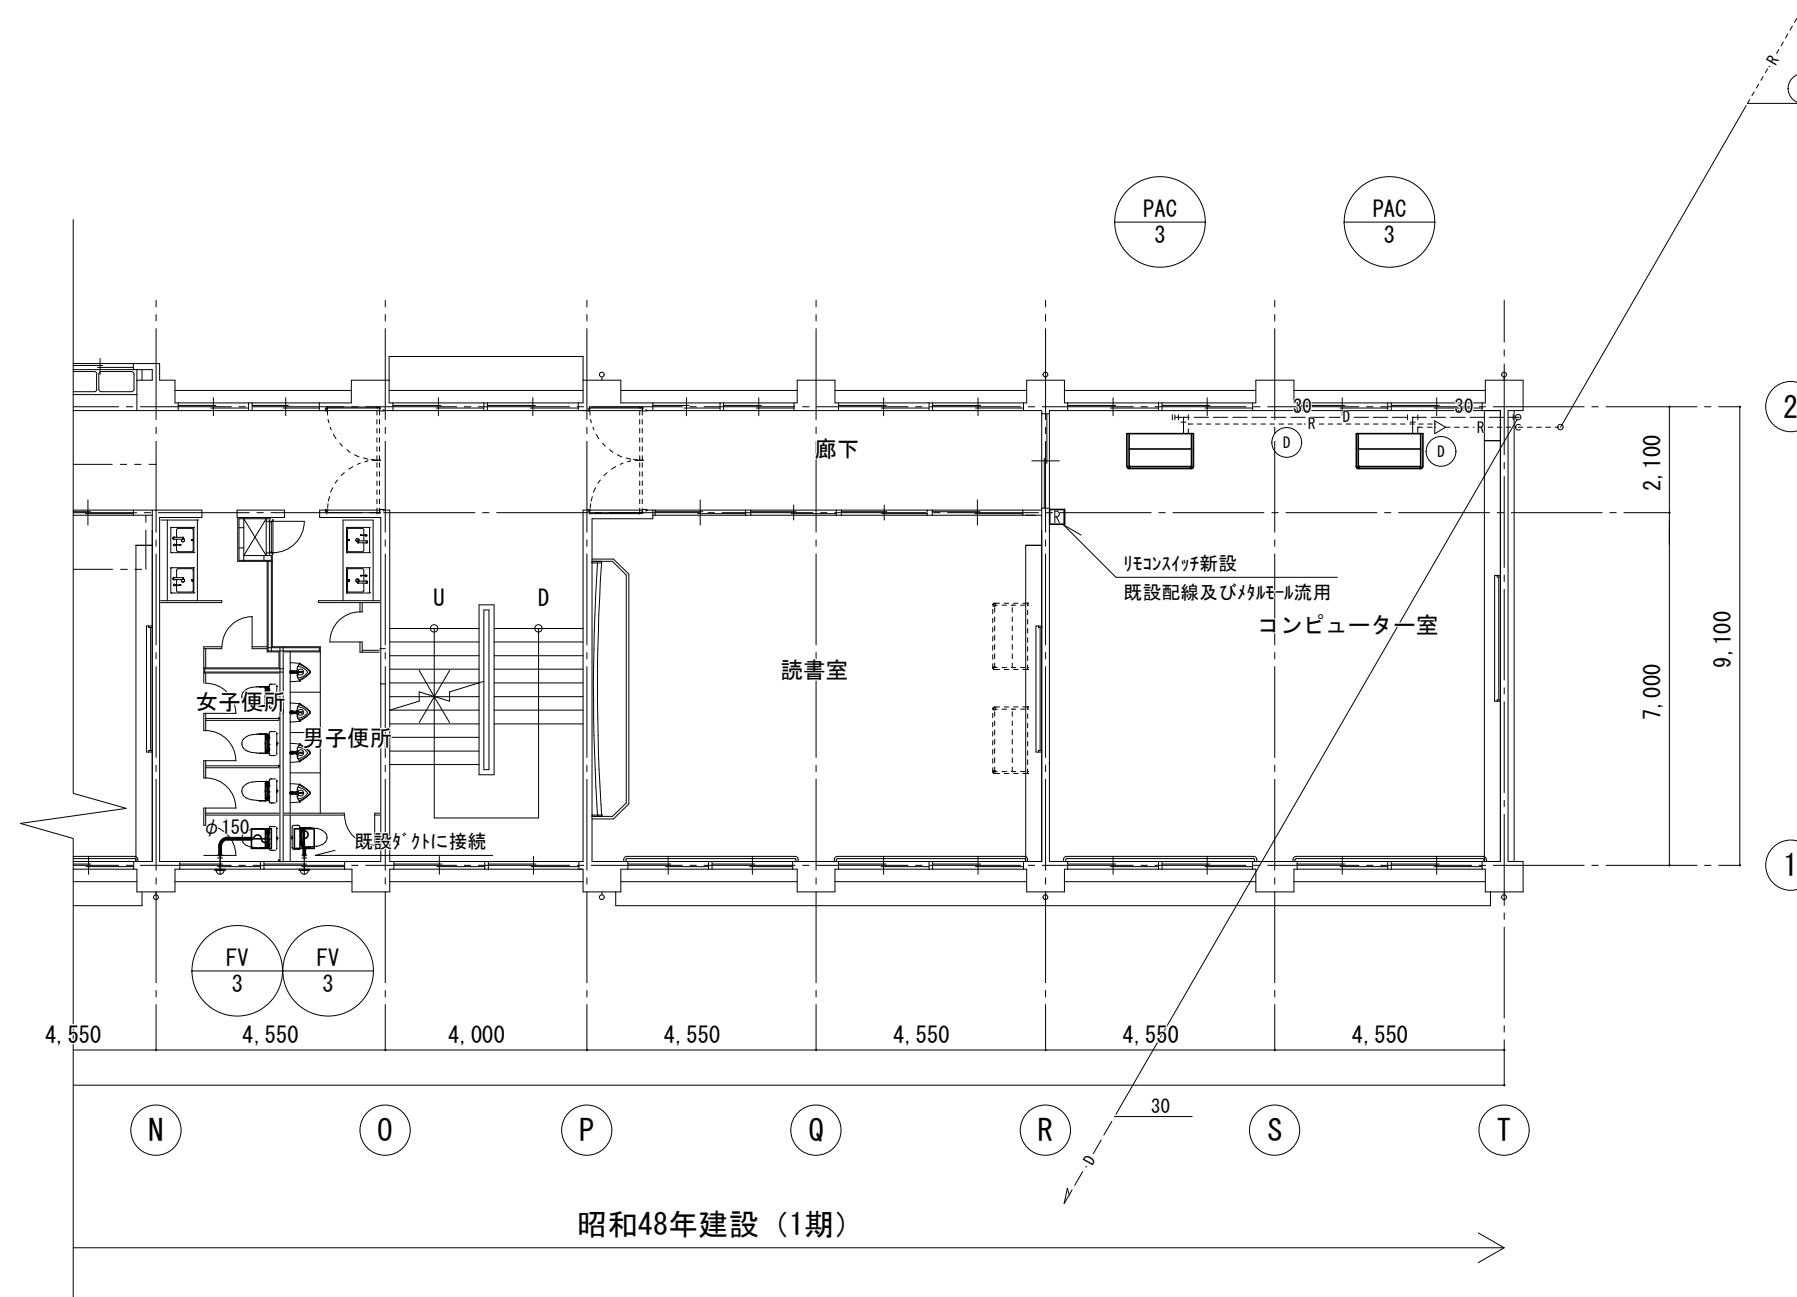 R
PAC
3
PAC
3
2
30
D
30
R
R
D
D
廊下
2,100
R
リモコンスイッチ新設
既設配線及びメタルモール流用
コンピューター室
U
D
読書室
9,100
7,000
女子便所
男子便所
φ150
既設ダクトに接続
1
FV
3
FV
3
4,550
4,550
4,000
4,550
4,550
4,550
4,550
30
N
O
P
Q
R
S
T
D
昭和48年建設（1期）